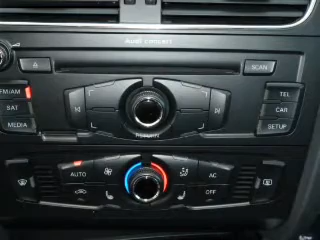 Audi concert
SCAN
FM/AM
TEL
SAT
CAR
MEDIA
RETURN
SETUP
AUTO
AC
OFF